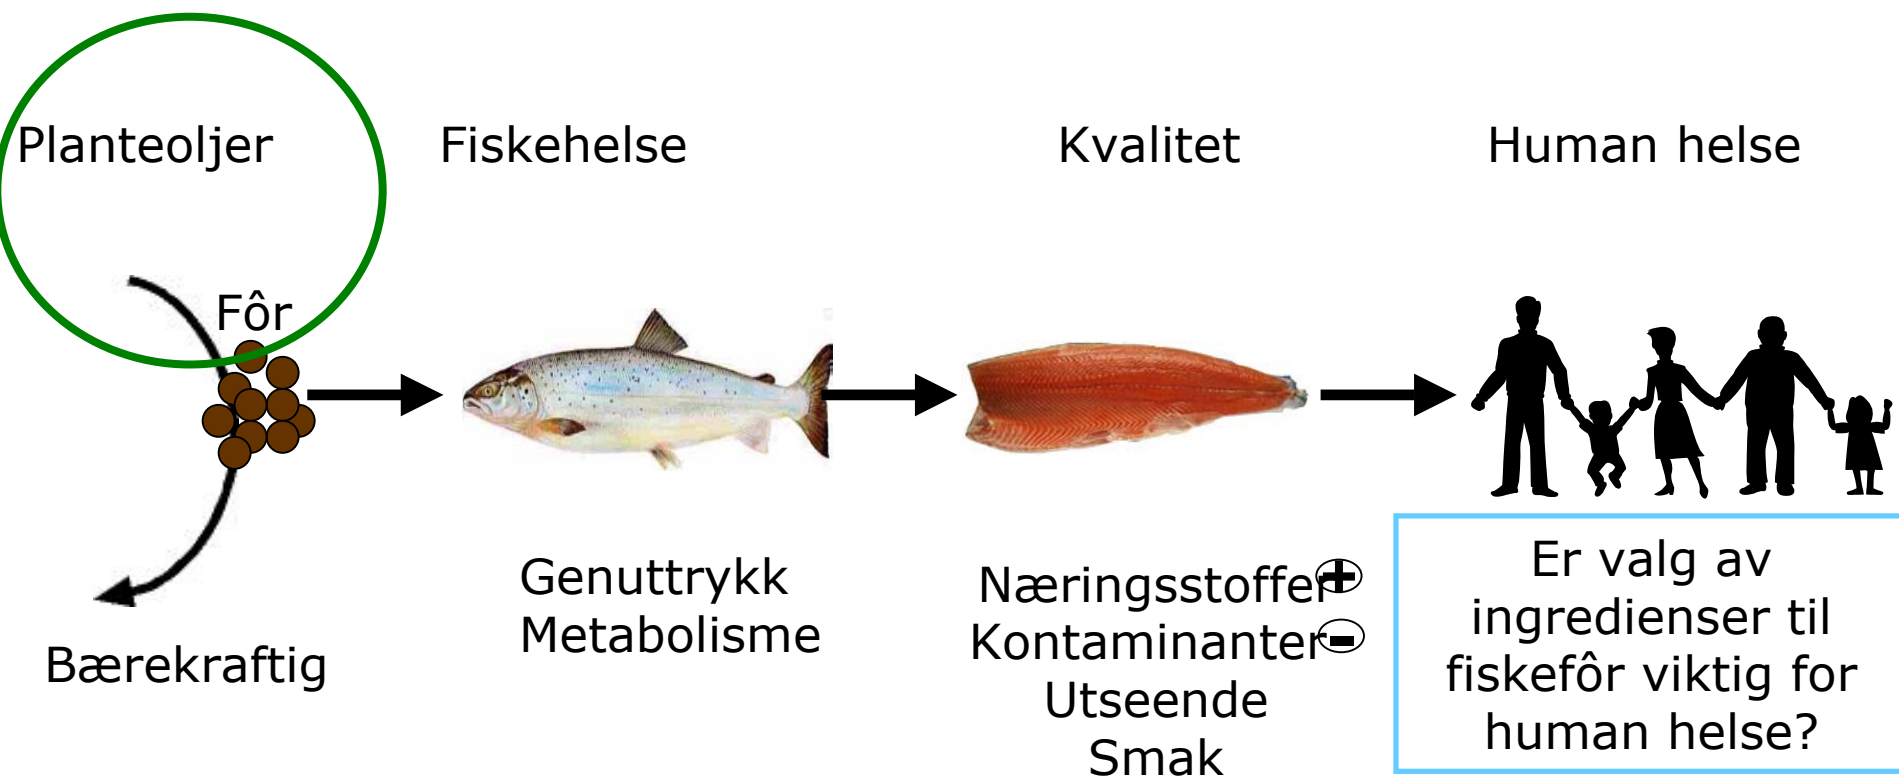 Planteoljer
Fiskehelse
Kvalitet
Human helse
Fôr
Bærekraftig
Genuttrykk
Metabolisme
Næringsstoffer
Kontaminanter
Utseende
Smak
Er valg av
ingredienser til
fiskefôr viktig for
human helse?